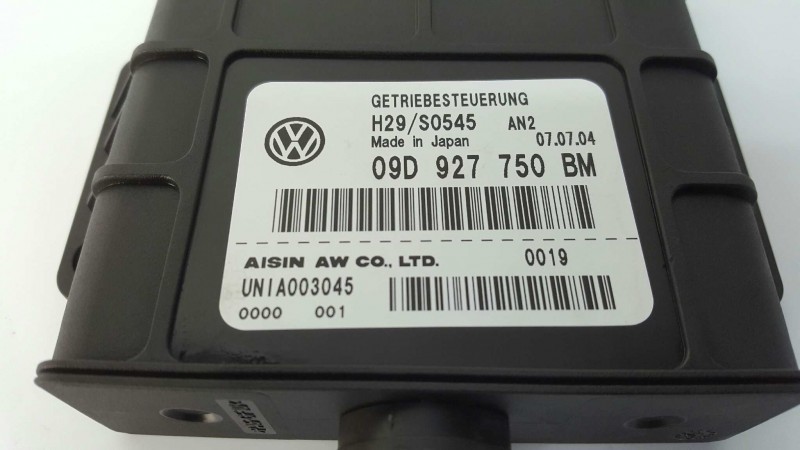 GETRIEBESTEUERUNG
H29/S0545 AN2
Made in Japan 07.07.04
09D 927 750 BM
AISIN AW CO., LTD. 0019
UNIA003045
0000 001